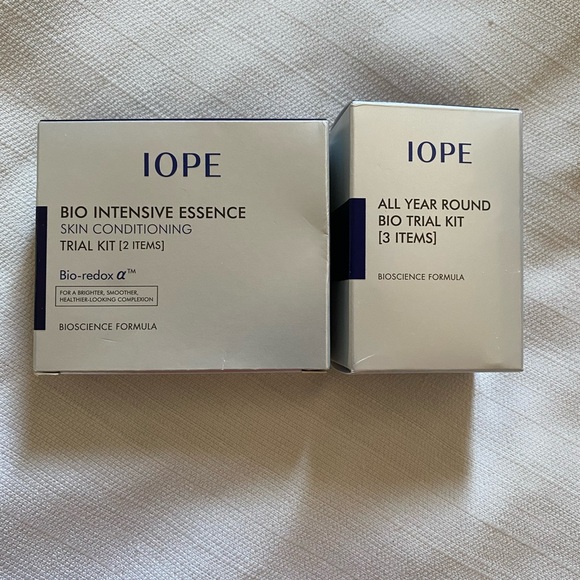 IOPE
BIO INTENSIVE ESSENCE
SKIN CONDITIONING
TRIAL KIT [2 ITEMS]
Bio-redox α™
FOR A BRIGHTER, SMOOTHER,
HEALTHIER-LOOKING COMPLEXION
BIOSCIENCE FORMULA
IOPE
ALL YEAR ROUND
BIO TRIAL KIT
[3 ITEMS]
BIOSCIENCE FORMULA